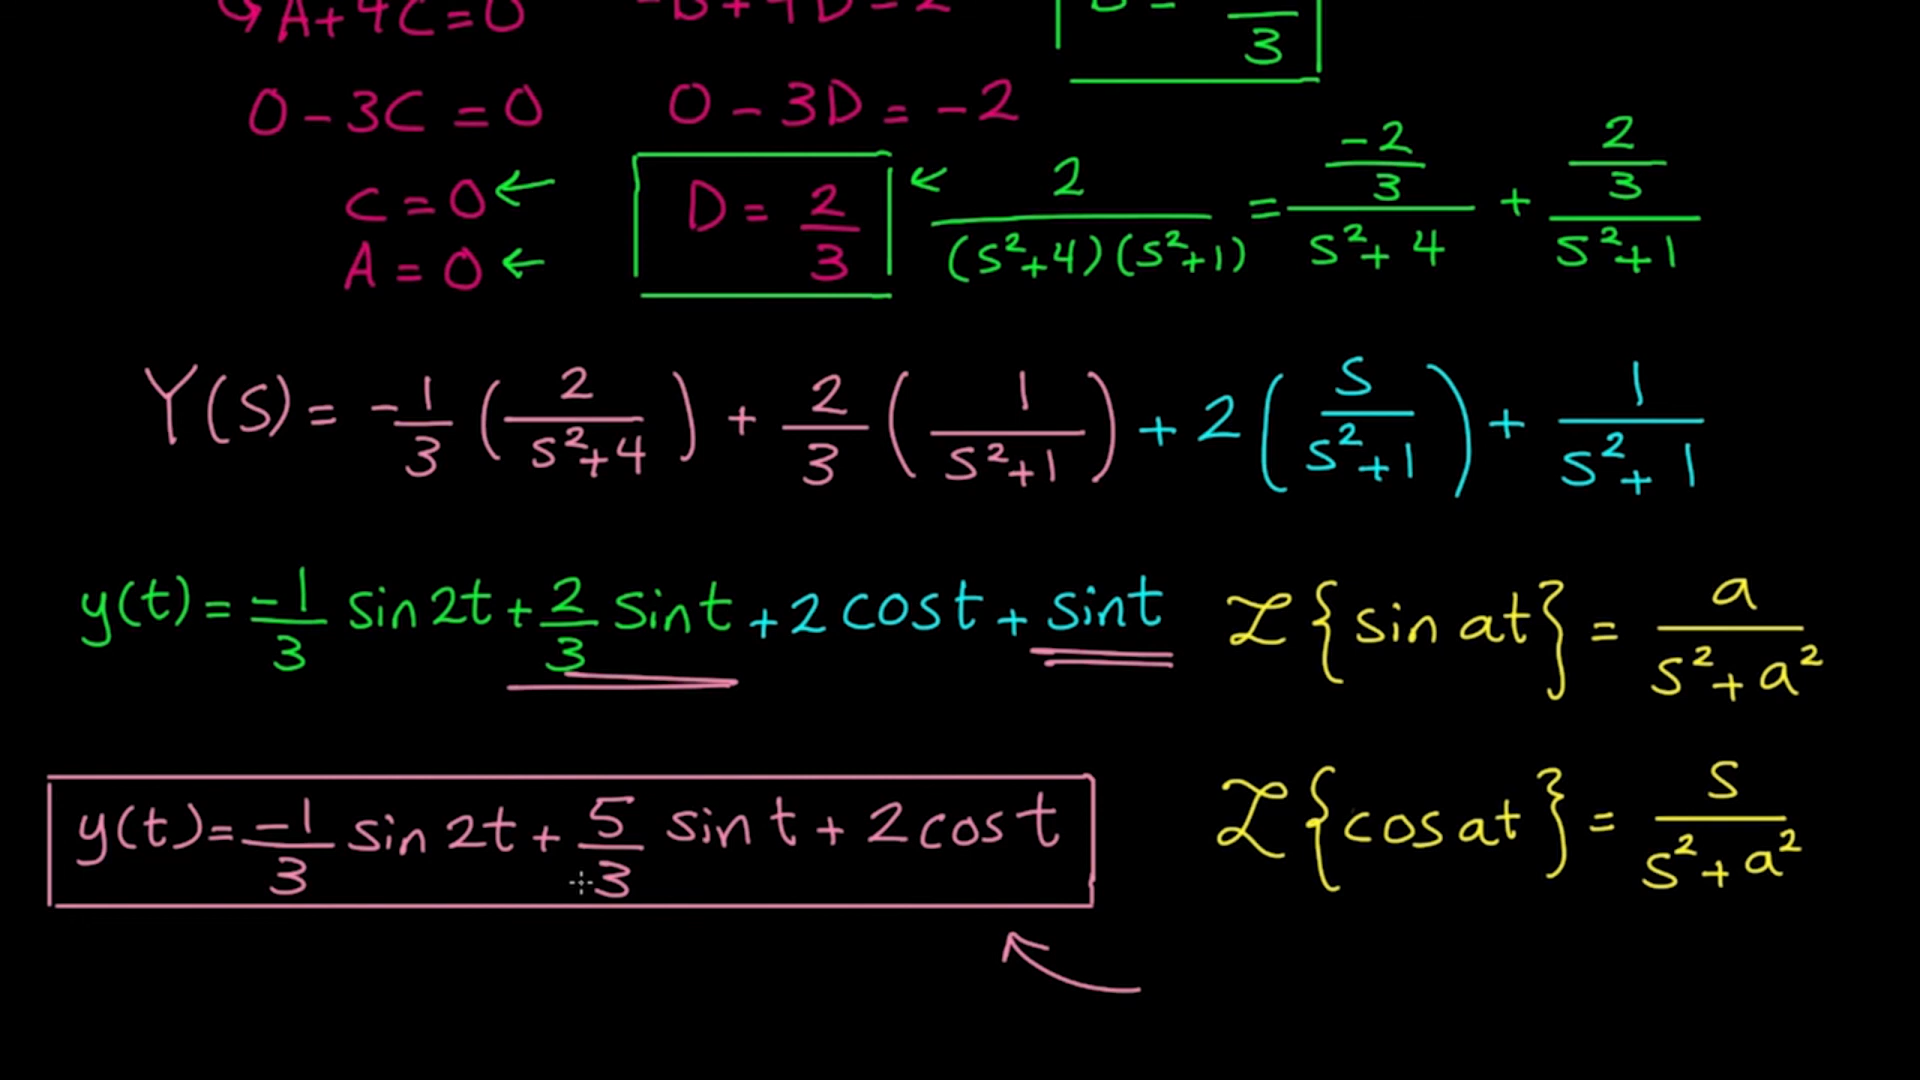 A+4C=0 -B+4D=-2 B = -2/3
0-3C=0 0-3D=-2
C=0 D = 2/3 2/((s²+4)(s²+1)) = (-2/3)/(s²+4) + (2/3)/(s²+1)
A=0
Y(s) = -1/3 (2/(s²+4)) + 2/3 (1/(s²+1)) + 2(s/(s²+1)) + 1/(s²+1)
y(t) = -1/3 sin2t + 2/3 sint + 2cost + sint ℒ{sin at} = a/(s²+a²)
y(t) = -1/3 sin2t + 5/3 sint + 2cost ℒ{cos at} = s/(s²+a²)